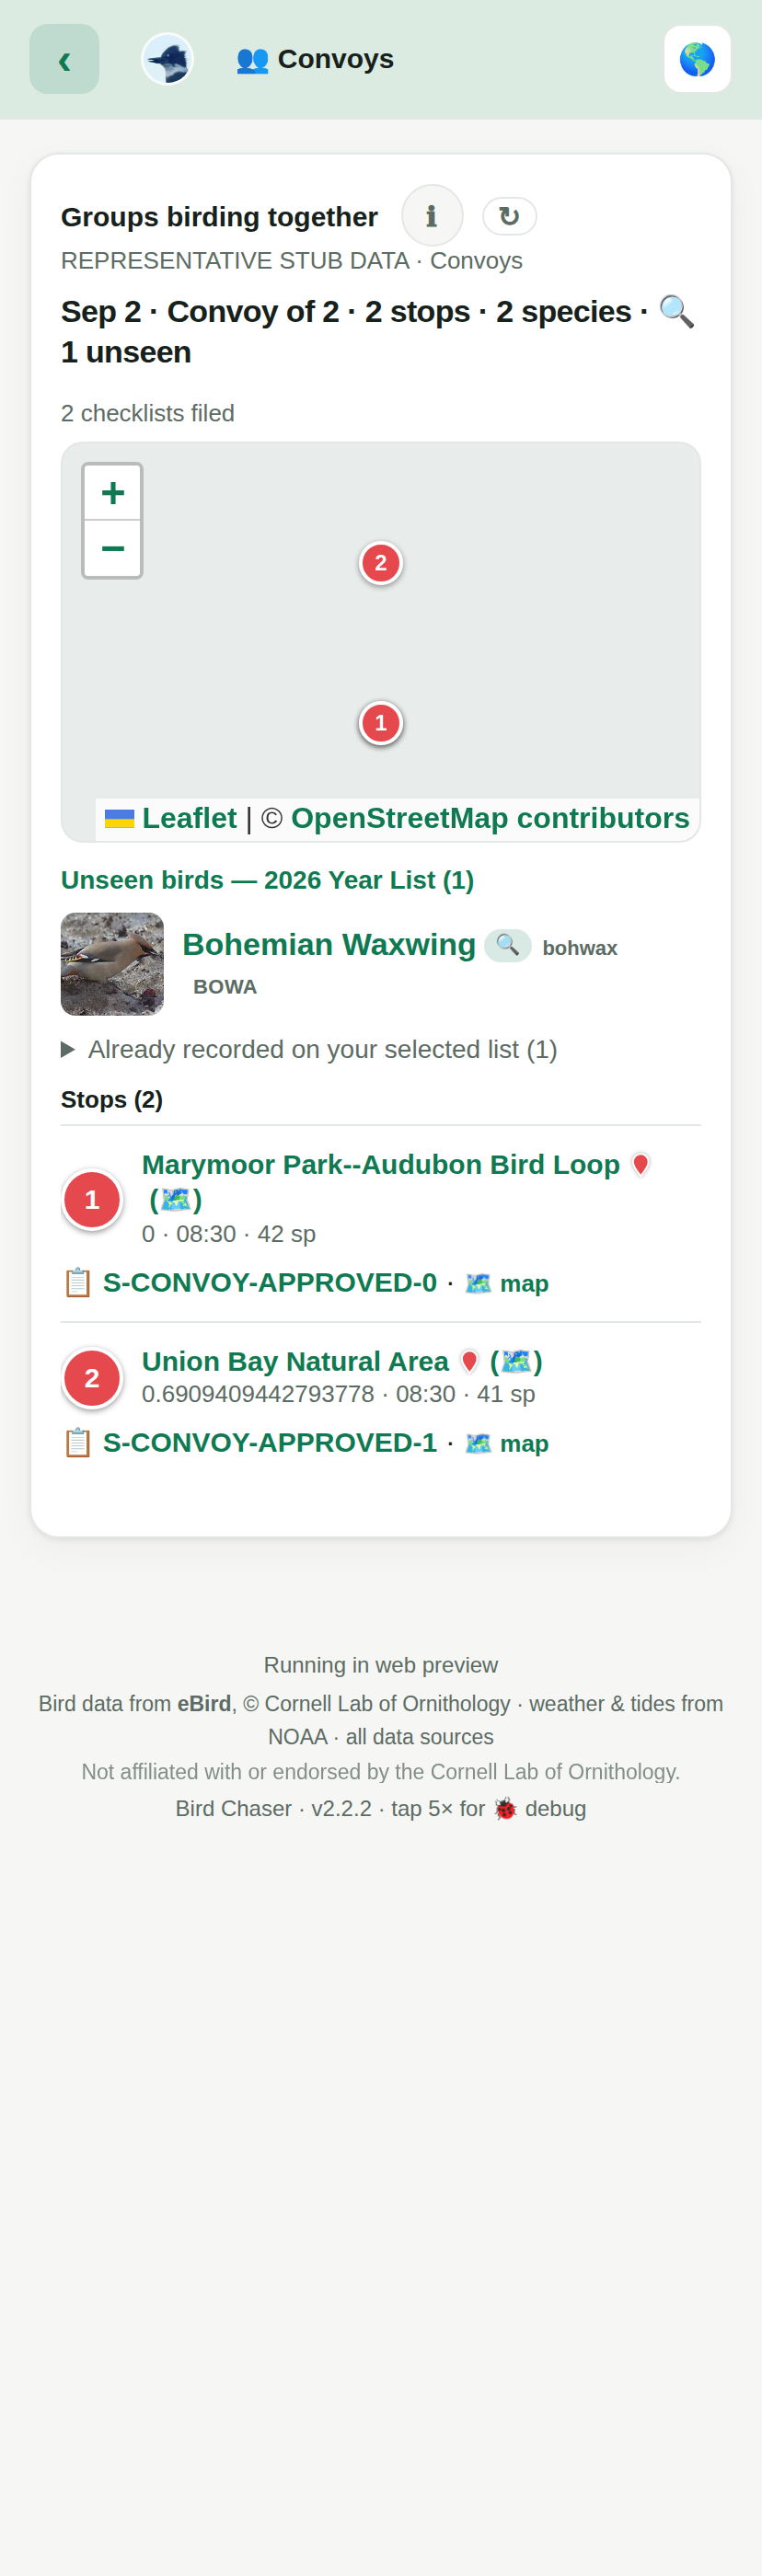 ‹ 👥 Convoys 🌎
Groups birding together ℹ ↻
REPRESENTATIVE STUB DATA · Convoys
Sep 2 · Convoy of 2 · 2 stops · 2 species · 🔍
1 unseen
2 checklists filed
+
−
2
1
🇺🇦 Leaflet | © OpenStreetMap contributors
Unseen birds — 2026 Year List (1)
Bohemian Waxwing 🔍 bohwax
BOWA
▶ Already recorded on your selected list (1)
Stops (2)
Marymoor Park--Audubon Bird Loop 📍
1 (🗺️)
0 · 08:30 · 42 sp
📋 S-CONVOY-APPROVED-0 · 🗺️ map
Union Bay Natural Area 📍 (🗺️)
2
0.6909409442793778 · 08:30 · 41 sp
📋 S-CONVOY-APPROVED-1 · 🗺️ map
Running in web preview
Bird data from eBird, © Cornell Lab of Ornithology · weather & tides from
NOAA · all data sources
Not affiliated with or endorsed by the Cornell Lab of Ornithology.
Bird Chaser · v2.2.2 · tap 5× for 🐞 debug